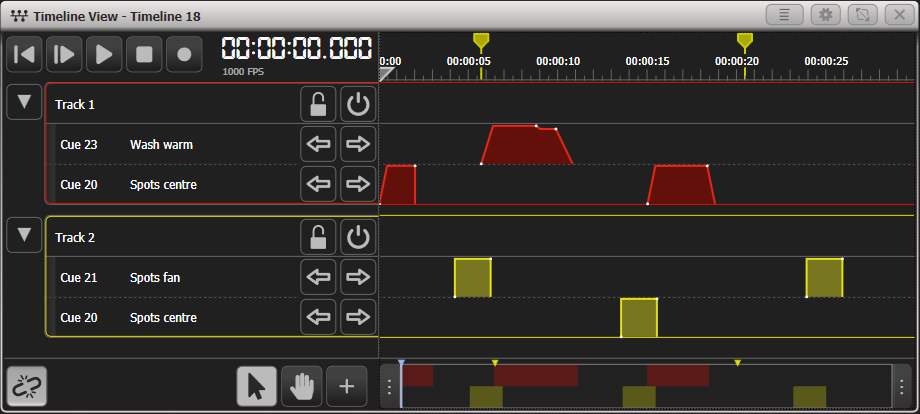 Timeline View - Timeline 18
00:00:00.000
1000 FPS
0:00 00:00:05 00:00:10 00:00:15 00:00:20 00:00:25
Track 1
Cue 23 Wash warm
Cue 20 Spots centre
Track 2
Cue 21 Spots fan
Cue 20 Spots centre